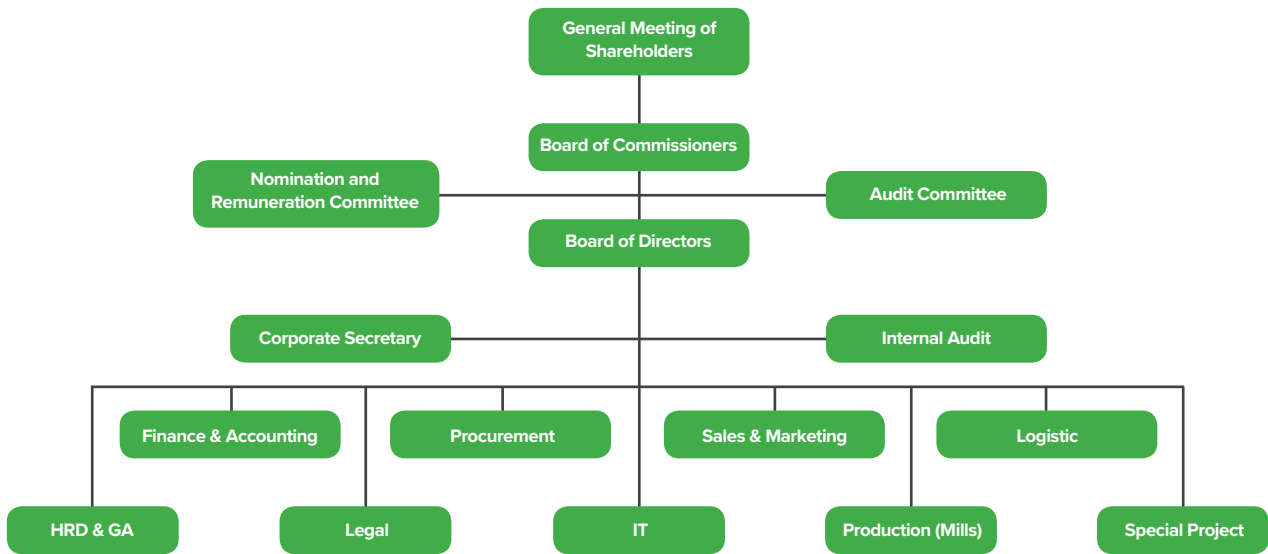 General Meeting of
Shareholders
Board of Commissioners
Nomination and
Remuneration Committee
Audit Committee
Board of Directors
Corporate Secretary
Internal Audit
Finance & Accounting
Procurement
Sales & Marketing
Logistic
HRD & GA
Legal
IT
Production (Mills)
Special Project